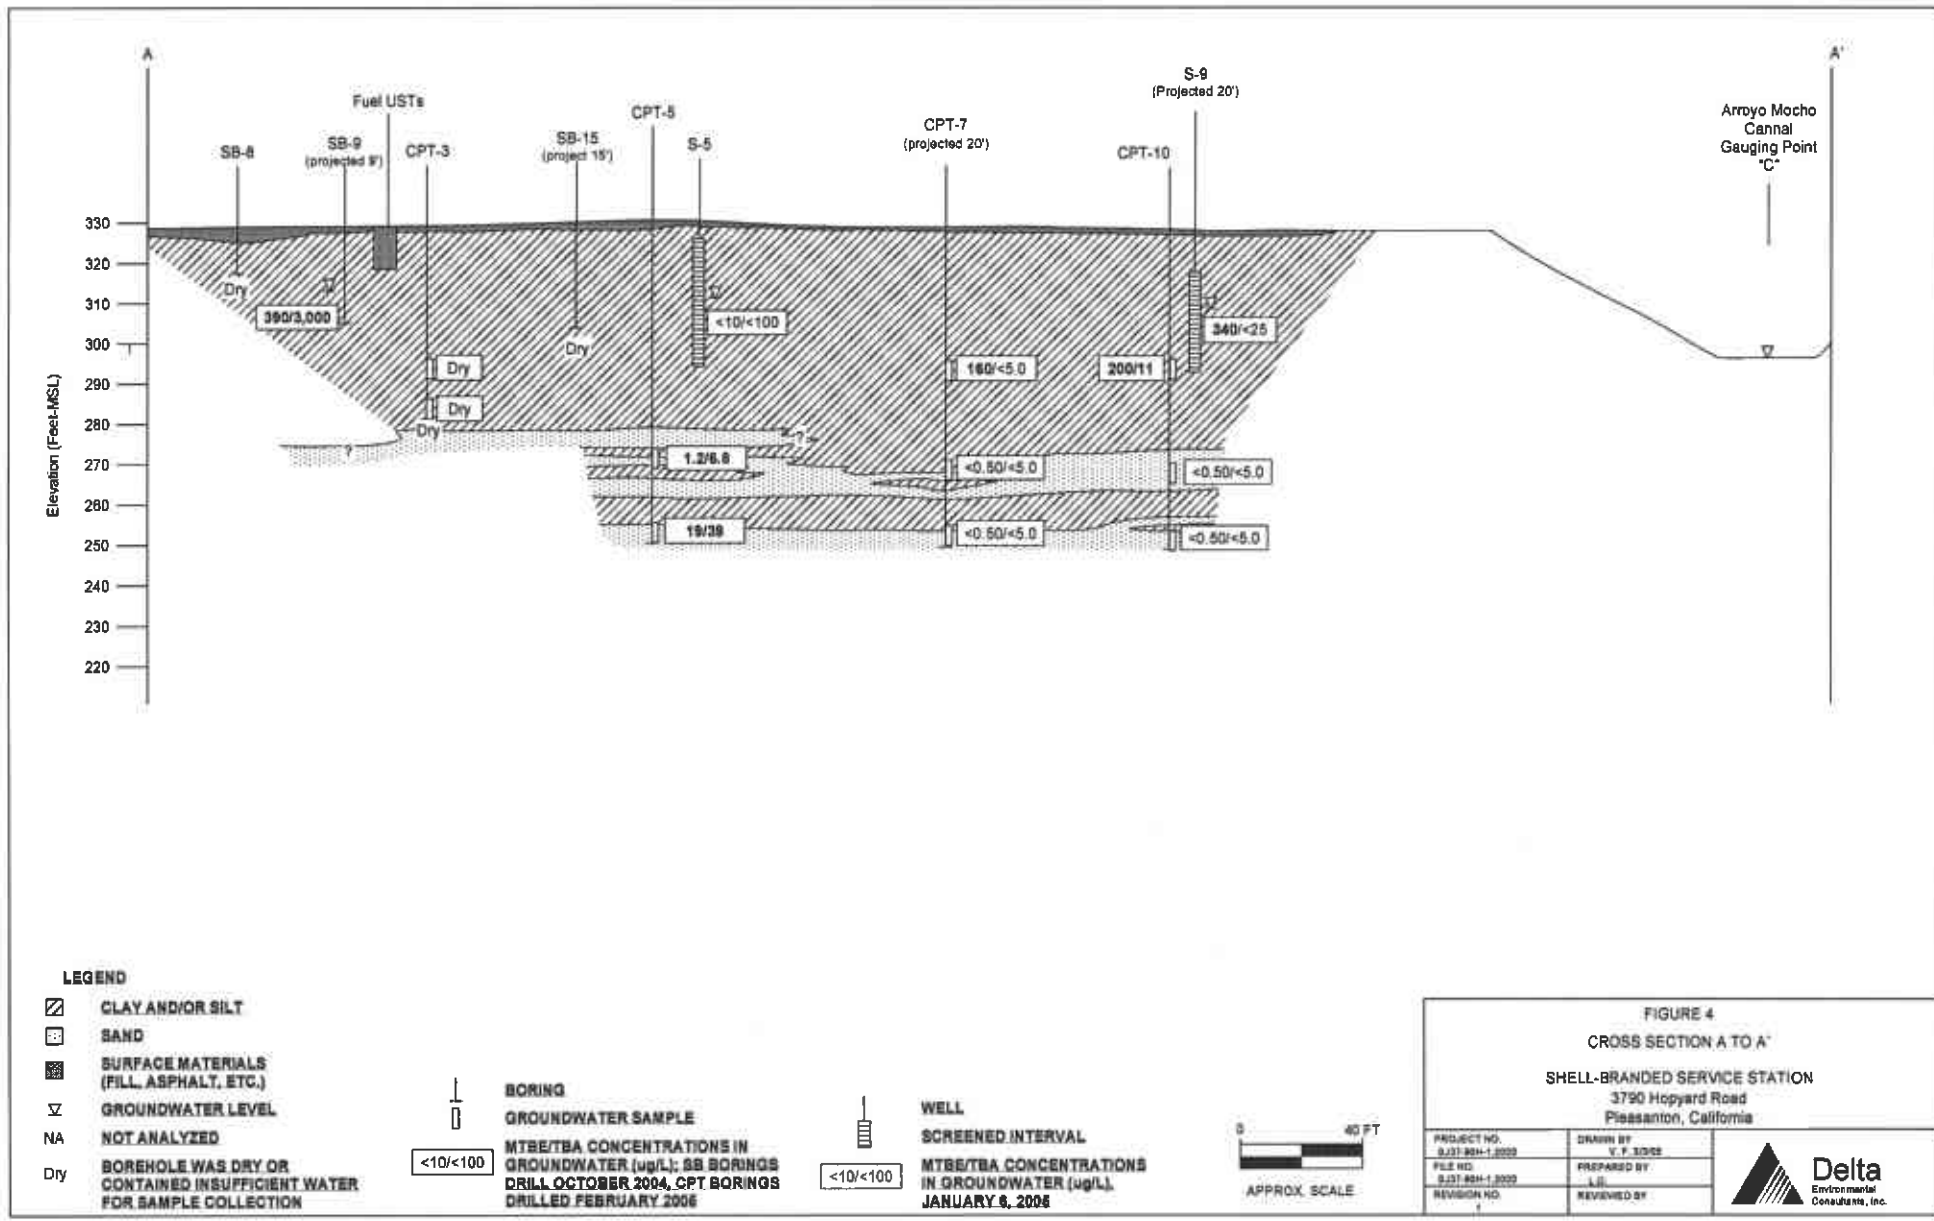 A
A'
S-9
(Projected 20')
Fuel USTs
CPT-5
Arroyo Mocho
Cannal
Gauging Point
"C"
CPT-7
(projected 20')
SB-8
SB-9
(projected 9')
CPT-3
SB-15
(project 15')
S-5
CPT-10
Elevation (Feet-MSL)
330
320
310
300
290
280
270
260
250
240
230
220
Dry
390/3,000
<10/<100
340/<25
Dry
Dry
Dry
Dry
160/<5.0
200/11
?
?
1.2/6.6
<0.50/<5.0
<0.50/<5.0
19/39
<0.50/<5.0
<0.50/<5.0
LEGEND
CLAY AND/OR SILT
SAND
SURFACE MATERIALS
(FILL, ASPHALT, ETC.)
GROUNDWATER LEVEL
NA NOT ANALYZED
Dry BOREHOLE WAS DRY OR
CONTAINED INSUFFICIENT WATER
FOR SAMPLE COLLECTION
BORING
GROUNDWATER SAMPLE
<10/<100 MTBE/TBA CONCENTRATIONS IN
GROUNDWATER (ug/L); SB BORINGS
DRILL OCTOBER 2004, CPT BORINGS
DRILLED FEBRUARY 2005
WELL
SCREENED INTERVAL
<10/<100 MTBE/TBA CONCENTRATIONS
IN GROUNDWATER (ug/L),
JANUARY 6, 2005
0 40 FT
APPROX. SCALE
FIGURE 4
CROSS SECTION A TO A'
SHELL-BRANDED SERVICE STATION
3790 Hopyard Road
Pleasanton, California
PROJECT NO.
DRAWN BY
V. F.
FILE NO.
PREPARED BY
REVISION NO.
1
REVIEWED BY
Delta
Environmental
Consultants, Inc.